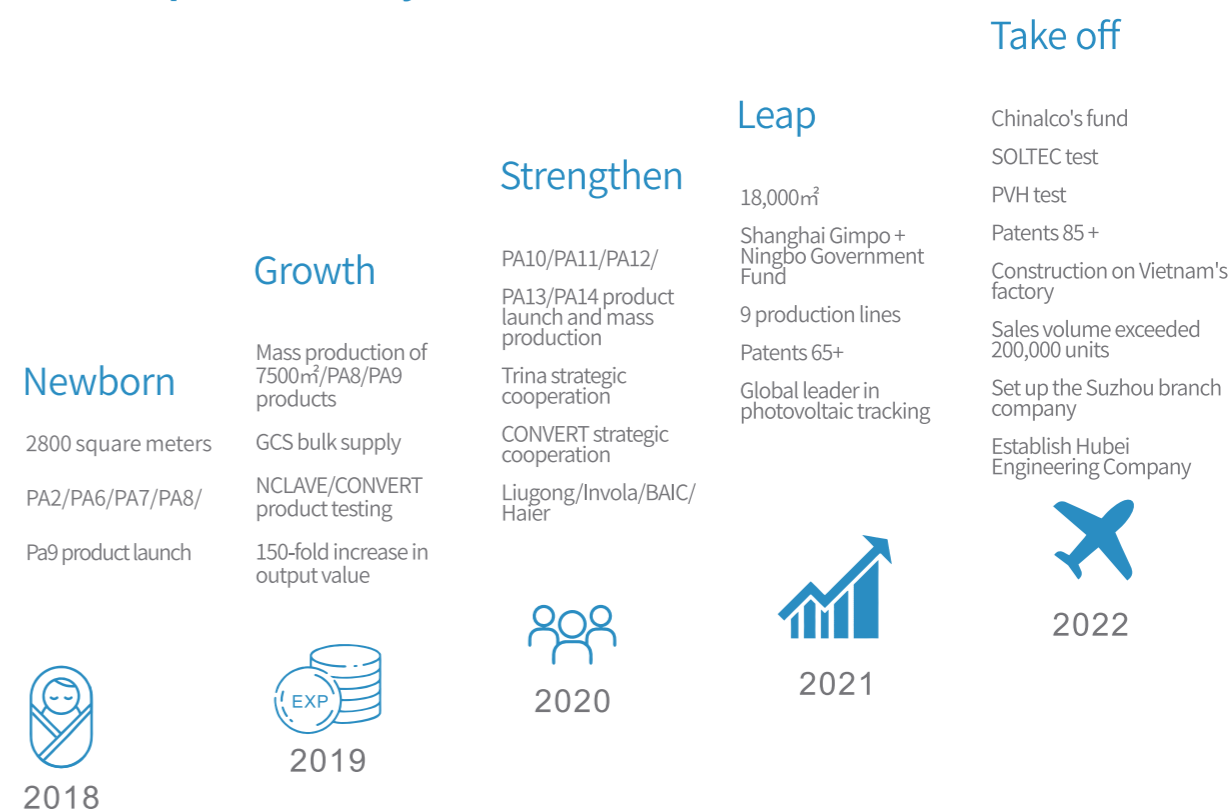 Newborn
2800 square meters
PA2/PA6/PA7/PA8/
Pa9 product launch
2018
Growth
Mass production of
7500㎡/PA8/PA9
products
GCS bulk supply
NCLAVE/CONVERT
product testing
150-fold increase in
output value
EXP
2019
Strengthen
PA10/PA11/PA12/
PA13/PA14 product
launch and mass
production
Trina strategic
cooperation
CONVERT strategic
cooperation
Liugong/Invola/BAIC/
Haier
2020
Leap
18,000㎡
Shanghai Gimpo +
Ningbo Government
Fund
9 production lines
Patents 65+
Global leader in
photovoltaic tracking
2021
Take off
Chinalco's fund
SOLTEC test
PVH test
Patents 85 +
Construction on Vietnam's
factory
Sales volume exceeded
200,000 units
Set up the Suzhou branch
company
Establish Hubei
Engineering Company
2022